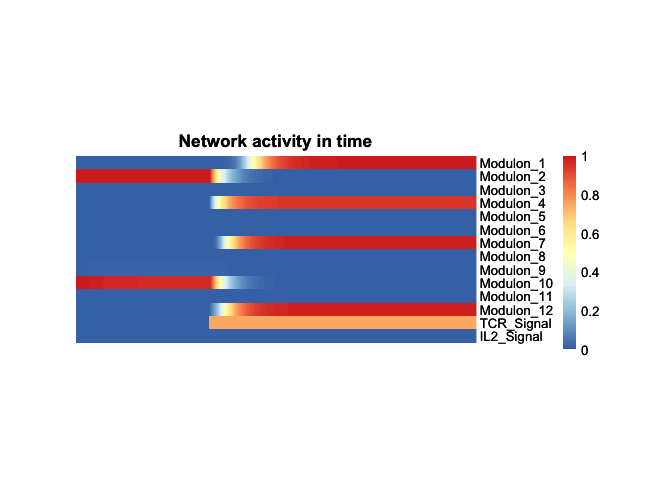 Network activity in time
Modulon_1
Modulon_2
Modulon_3
Modulon_4
Modulon_5
Modulon_6
Modulon_7
Modulon_8
Modulon_9
Modulon_10
Modulon_11
Modulon_12
TCR_Signal
IL2_Signal
1
0.8
0.6
0.4
0.2
0